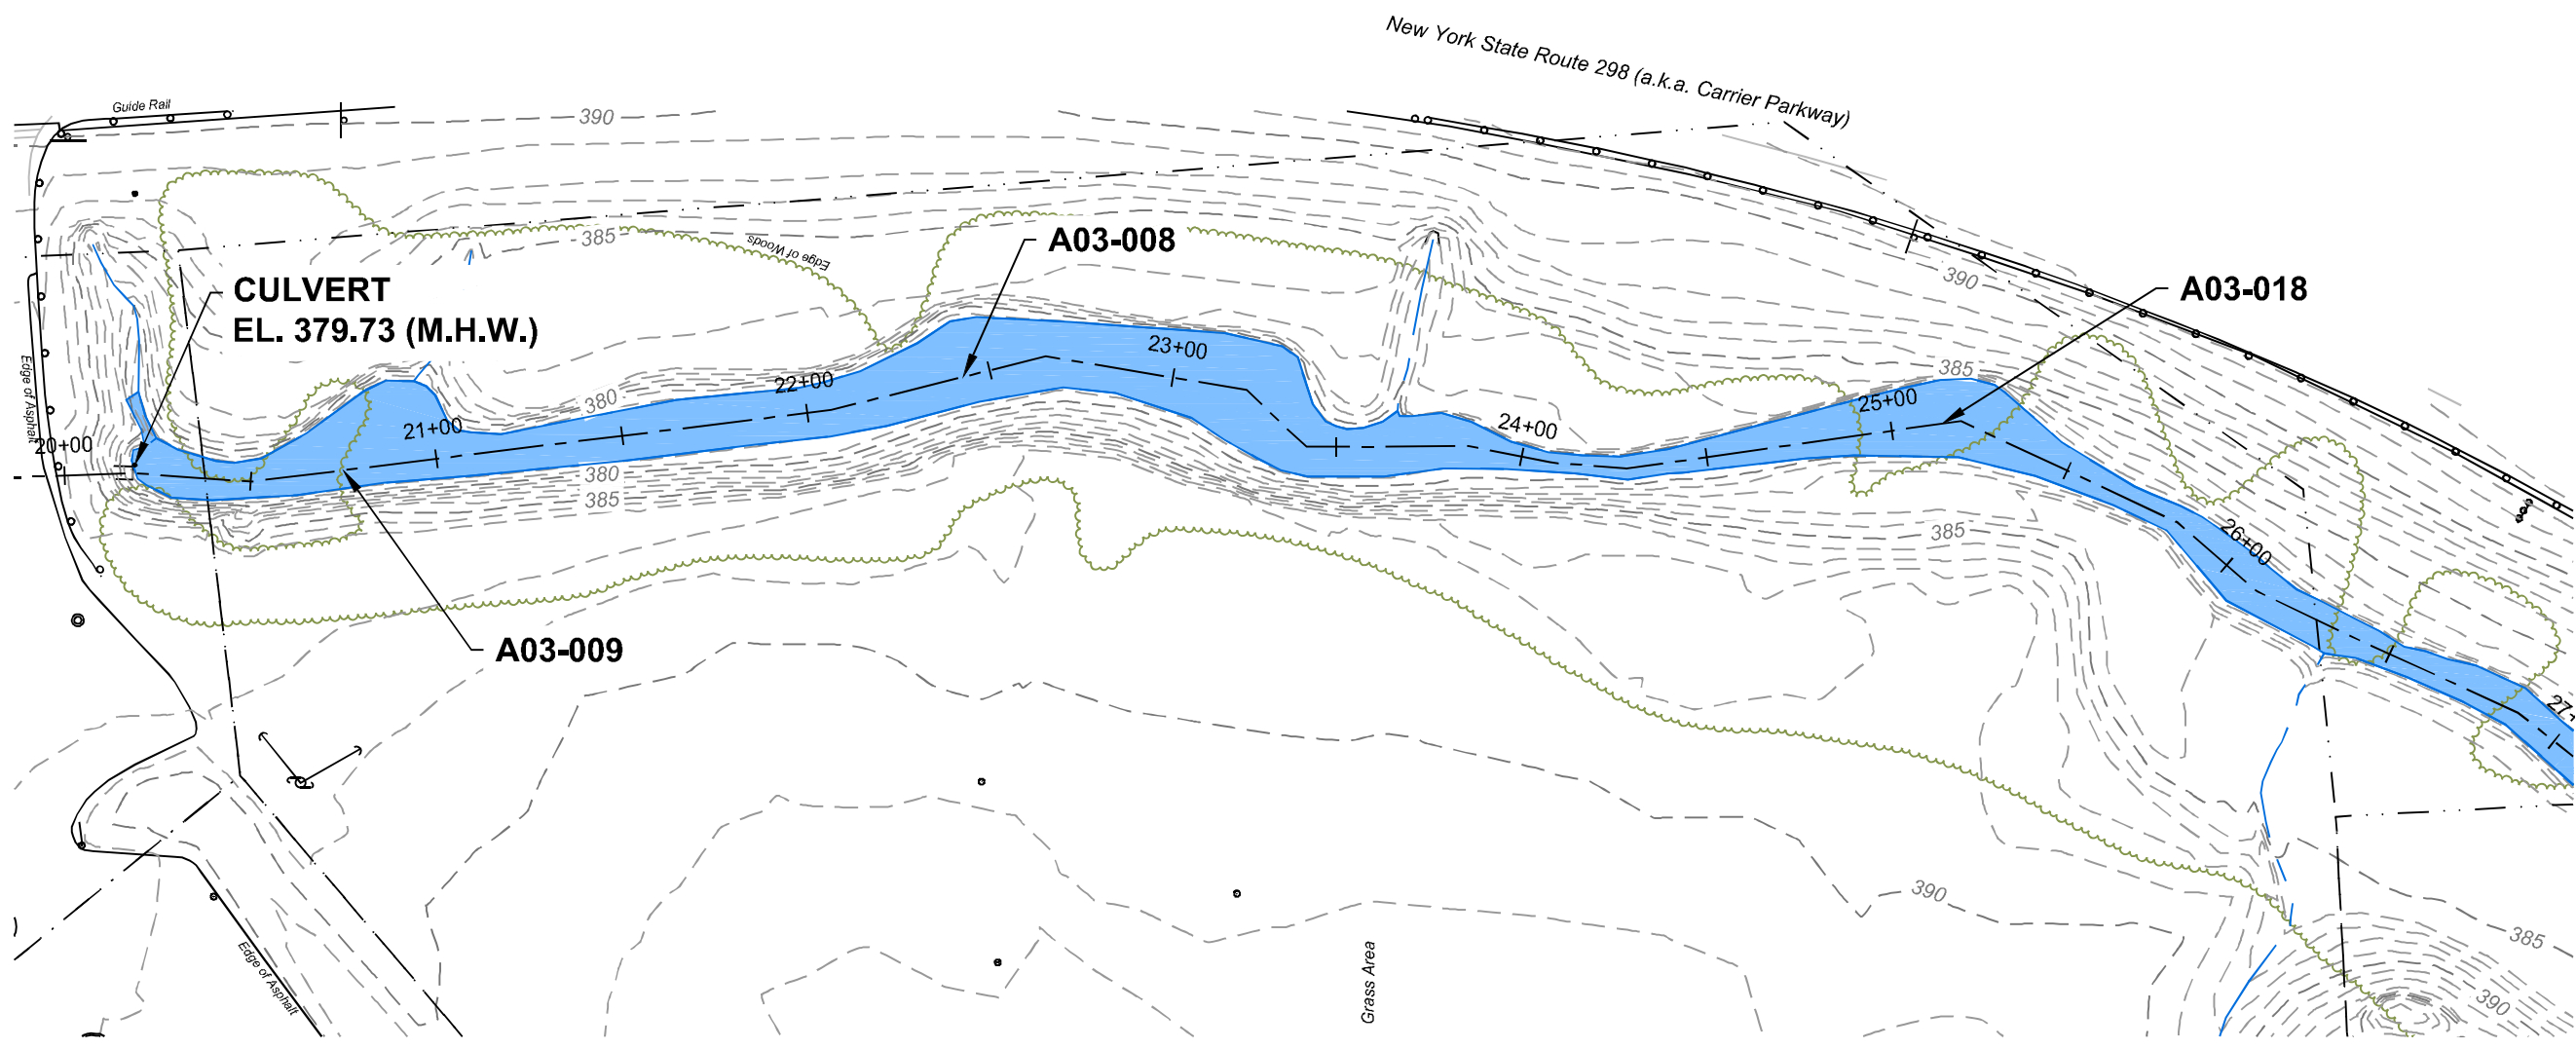 New York State Route 298 (a.k.a. Carrier Parkway)
Guide Rail
390
385
Edge of Woods
A03-008
CULVERT
EL. 379.73 (M.H.W.)
390
A03-018
Edge of Asphalt
20+00
21+00
380
22+00
23+00
24+00
25+00
385
380
385
385
26+00
A03-009
27+
390
385
390
Grass Area
Edge of Asphalt